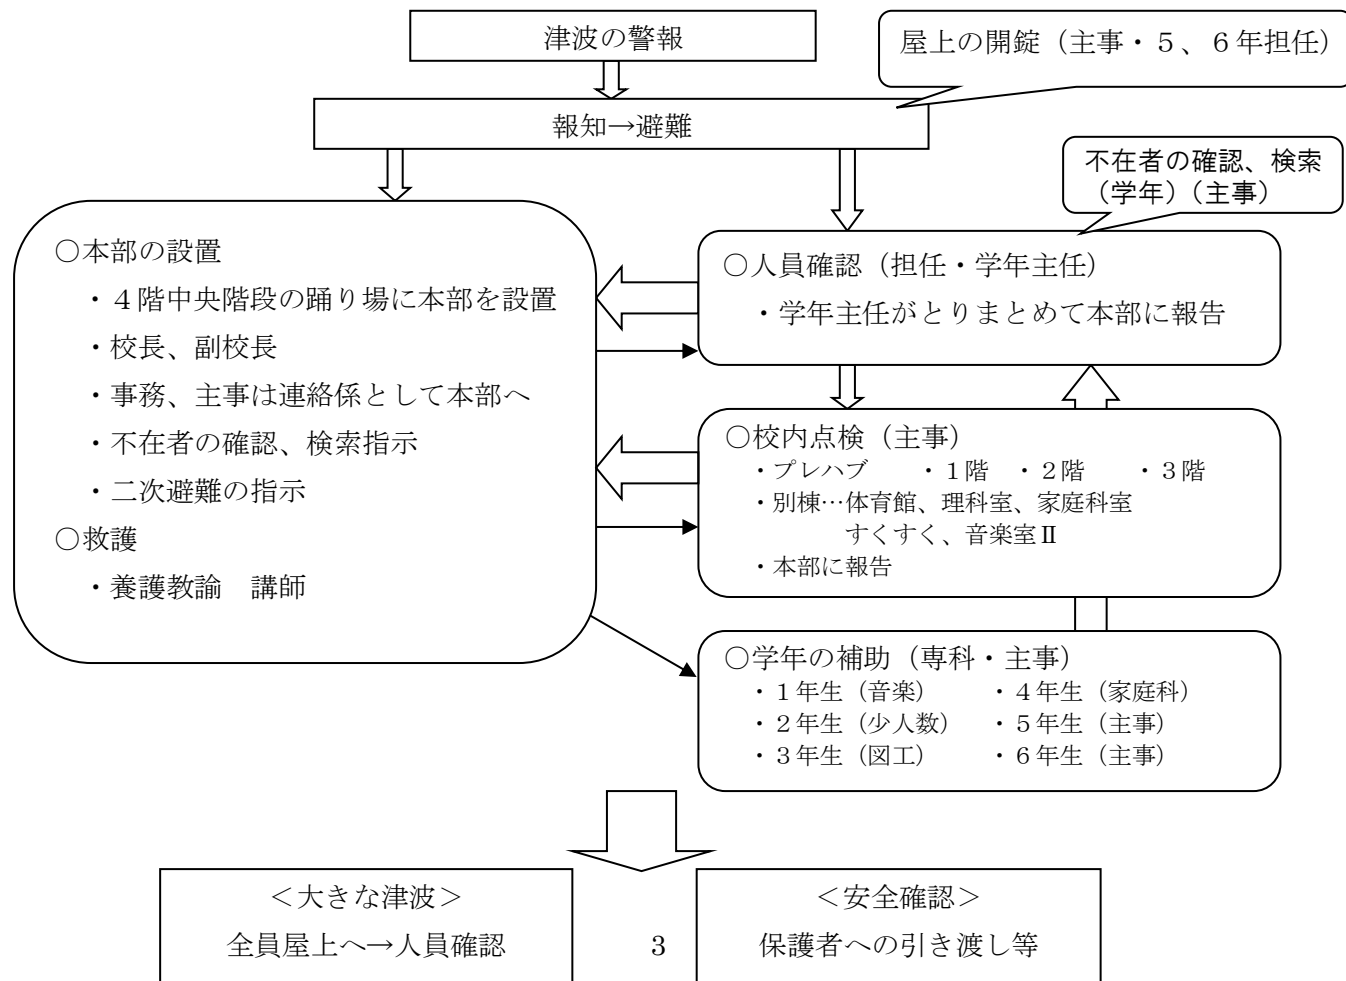 津波の警報
屋上の開錠（主事・５、６年担任）
報知→避難
不在者の確認、検索
（学年）（主事）
○本部の設置
・４階中央階段の踊り場に本部を設置
・校長、副校長
・事務、主事は連絡係として本部へ
・不在者の確認、検索指示
・二次避難の指示
○救護
・養護教諭　講師
○人員確認（担任・学年主任）
・学年主任がとりまとめて本部に報告
○校内点検（主事）
・プレハブ　・１階　・２階　・３階
・別棟…体育館、理科室、家庭科室
すくすく、音楽室Ⅱ
・本部に報告
○学年の補助（専科・主事）
・１年生（音楽）　・４年生（家庭科）
・２年生（少人数）　・５年生（主事）
・３年生（図工）　・６年生（主事）
＜大きな津波＞
全員屋上へ→人員確認
3
＜安全確認＞
保護者への引き渡し等